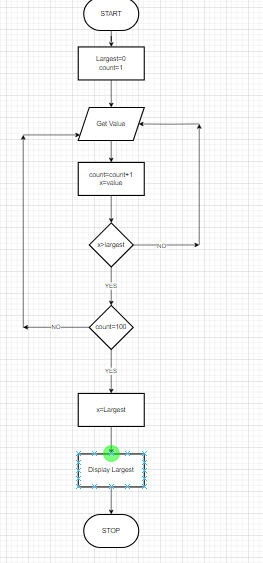 START
Largest=0
count=1
Get Value
count=count+1
x=value
x>largest
NO
YES
count=100
NO
YES
x=Largest
Display Largest
STOP